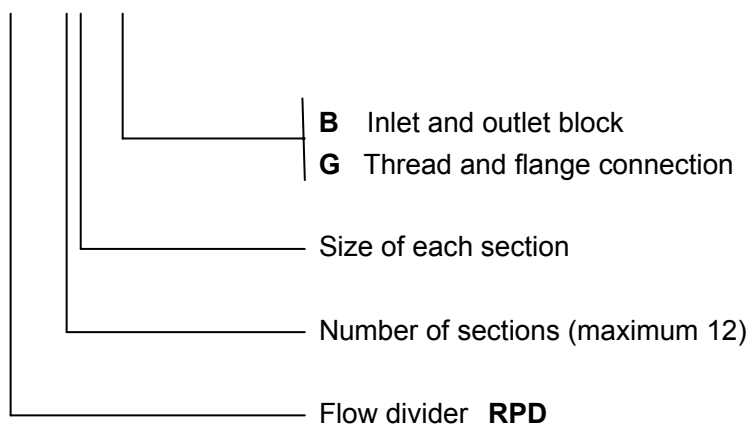 B Inlet and outlet block
G Thread and flange connection
Size of each section
Number of sections (maximum 12)
Flow divider RPD